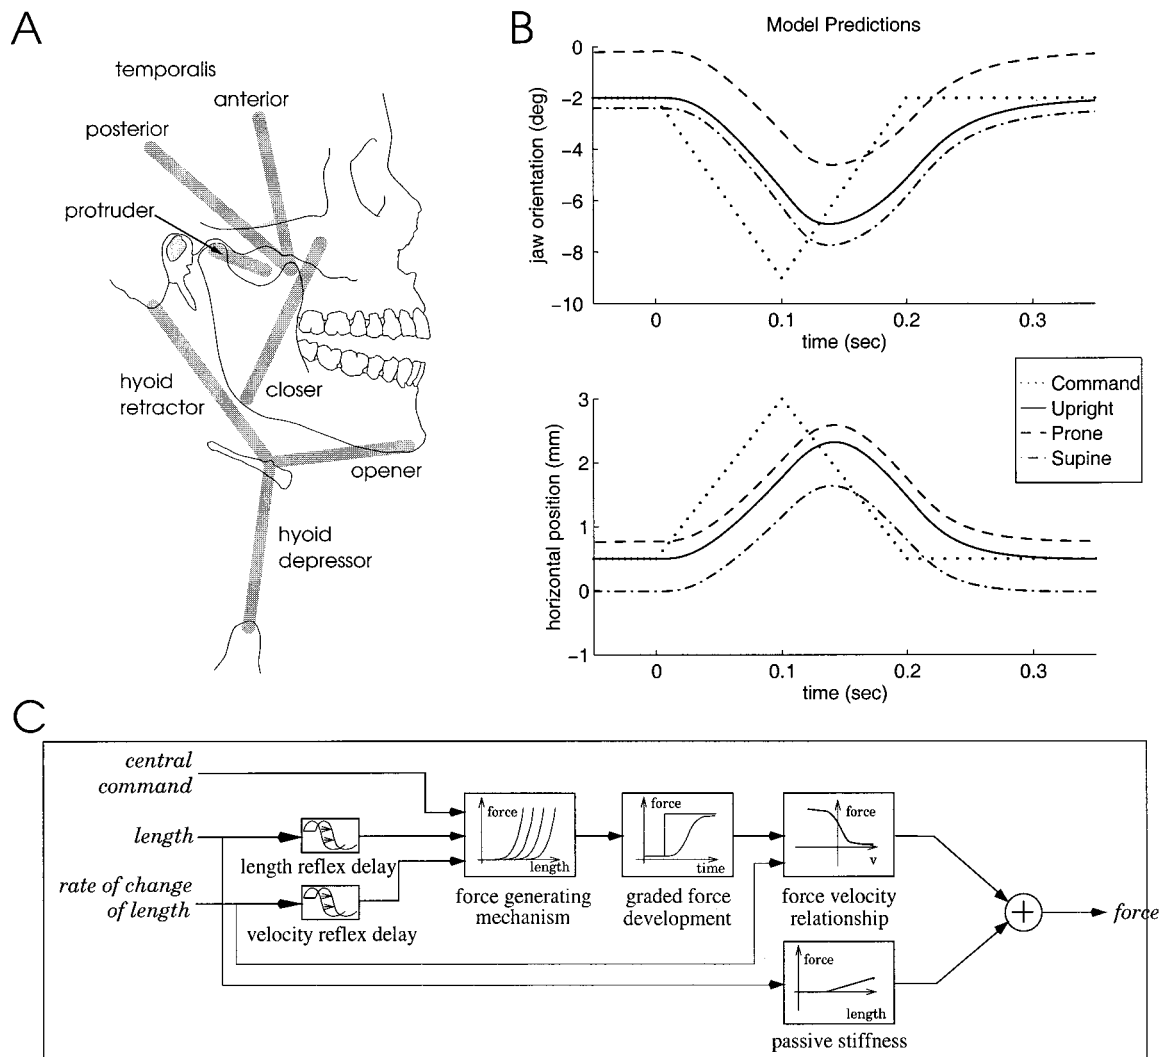 A
temporalis
anterior
posterior
protruder
hyoid
retractor
closer
opener
hyoid
depressor
B
Model Predictions
jaw orientation (deg)
0
−2
−4
−6
−8
−10
0
0.1
0.2
0.3
time (sec)
Command
Upright
Prone
Supine
horizontal position (mm)
3
2
1
0
−1
0
0.1
0.2
0.3
time (sec)
C
central
command
length
rate of change
of length
length reflex delay
velocity reflex delay
force
length
force generating
mechanism
force
time
graded force
development
force
v
force velocity
relationship
force
length
passive stiffness
+
force